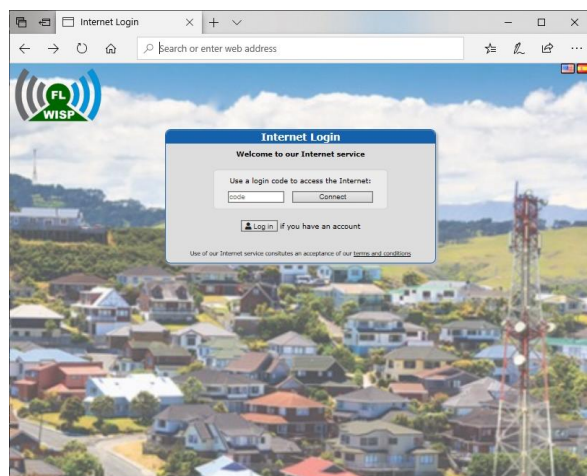 Internet Login
Search or enter web address
FL
WISP
Internet Login
Welcome to our Internet service
Use a login code to access the Internet:
code
Connect
Log in if you have an account
Use of our Internet service consitutes an acceptance of our terms and conditions